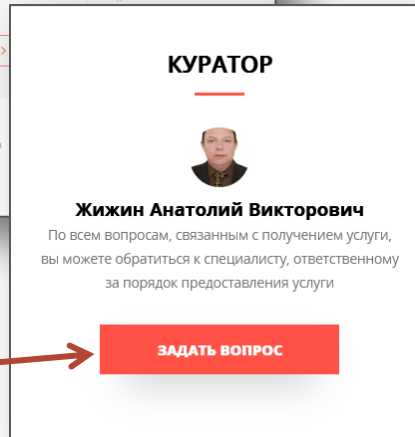 КУРАТОР
Жижин Анатолий Викторович
По всем вопросам, связанным с получением услуги,
вы можете обратиться к специалисту, ответственному
за порядок предоставления услуги
ЗАДАТЬ ВОПРОС